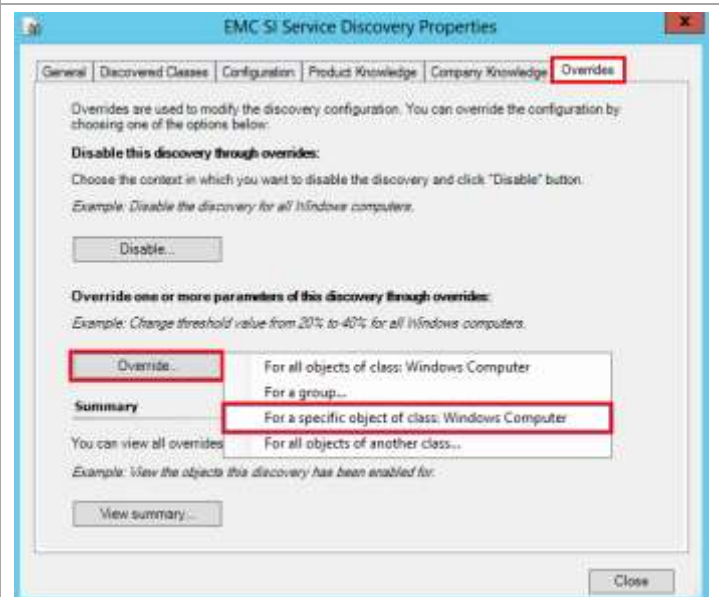 EMC SI Service Discovery Properties
x
General Discovered Classes Configuration Product Knowledge Company Knowledge Overrides
Overrides are used to modify the discovery configuration. You can override the configuration by
choosing one of the options below:
Disable this discovery through overrides:
Choose the context in which you want to disable the discovery and click "Disable" button.
Example: Disable the discovery for all Windows computers.
Disable...
Override one or more parameters of this discovery through overrides:
Example: Change threshold value from 20% to 40% for all Windows computers.
Override...
For all objects of class: Windows Computer
For a group...
Summary
For a specific object of class: Windows Computer
You can view all overrides
For all objects of another class...
Example: View the objects this discovery has been enabled for.
View summary...
Close